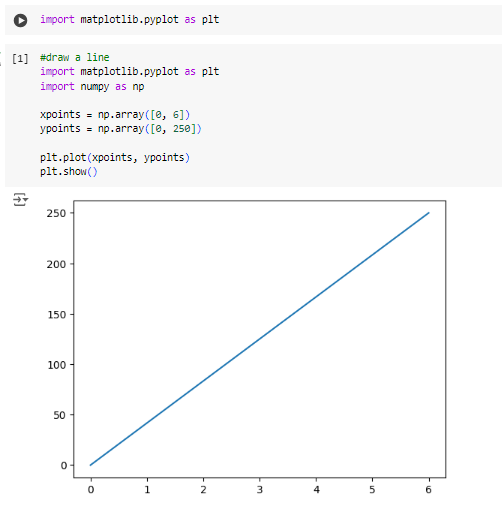 import matplotlib.pyplot as plt
[1] #draw a line
import matplotlib.pyplot as plt
import numpy as np
xpoints = np.array([0, 6])
ypoints = np.array([0, 250])
plt.plot(xpoints, ypoints)
plt.show()
250
200
150
100
50
0
0 1 2 3 4 5 6